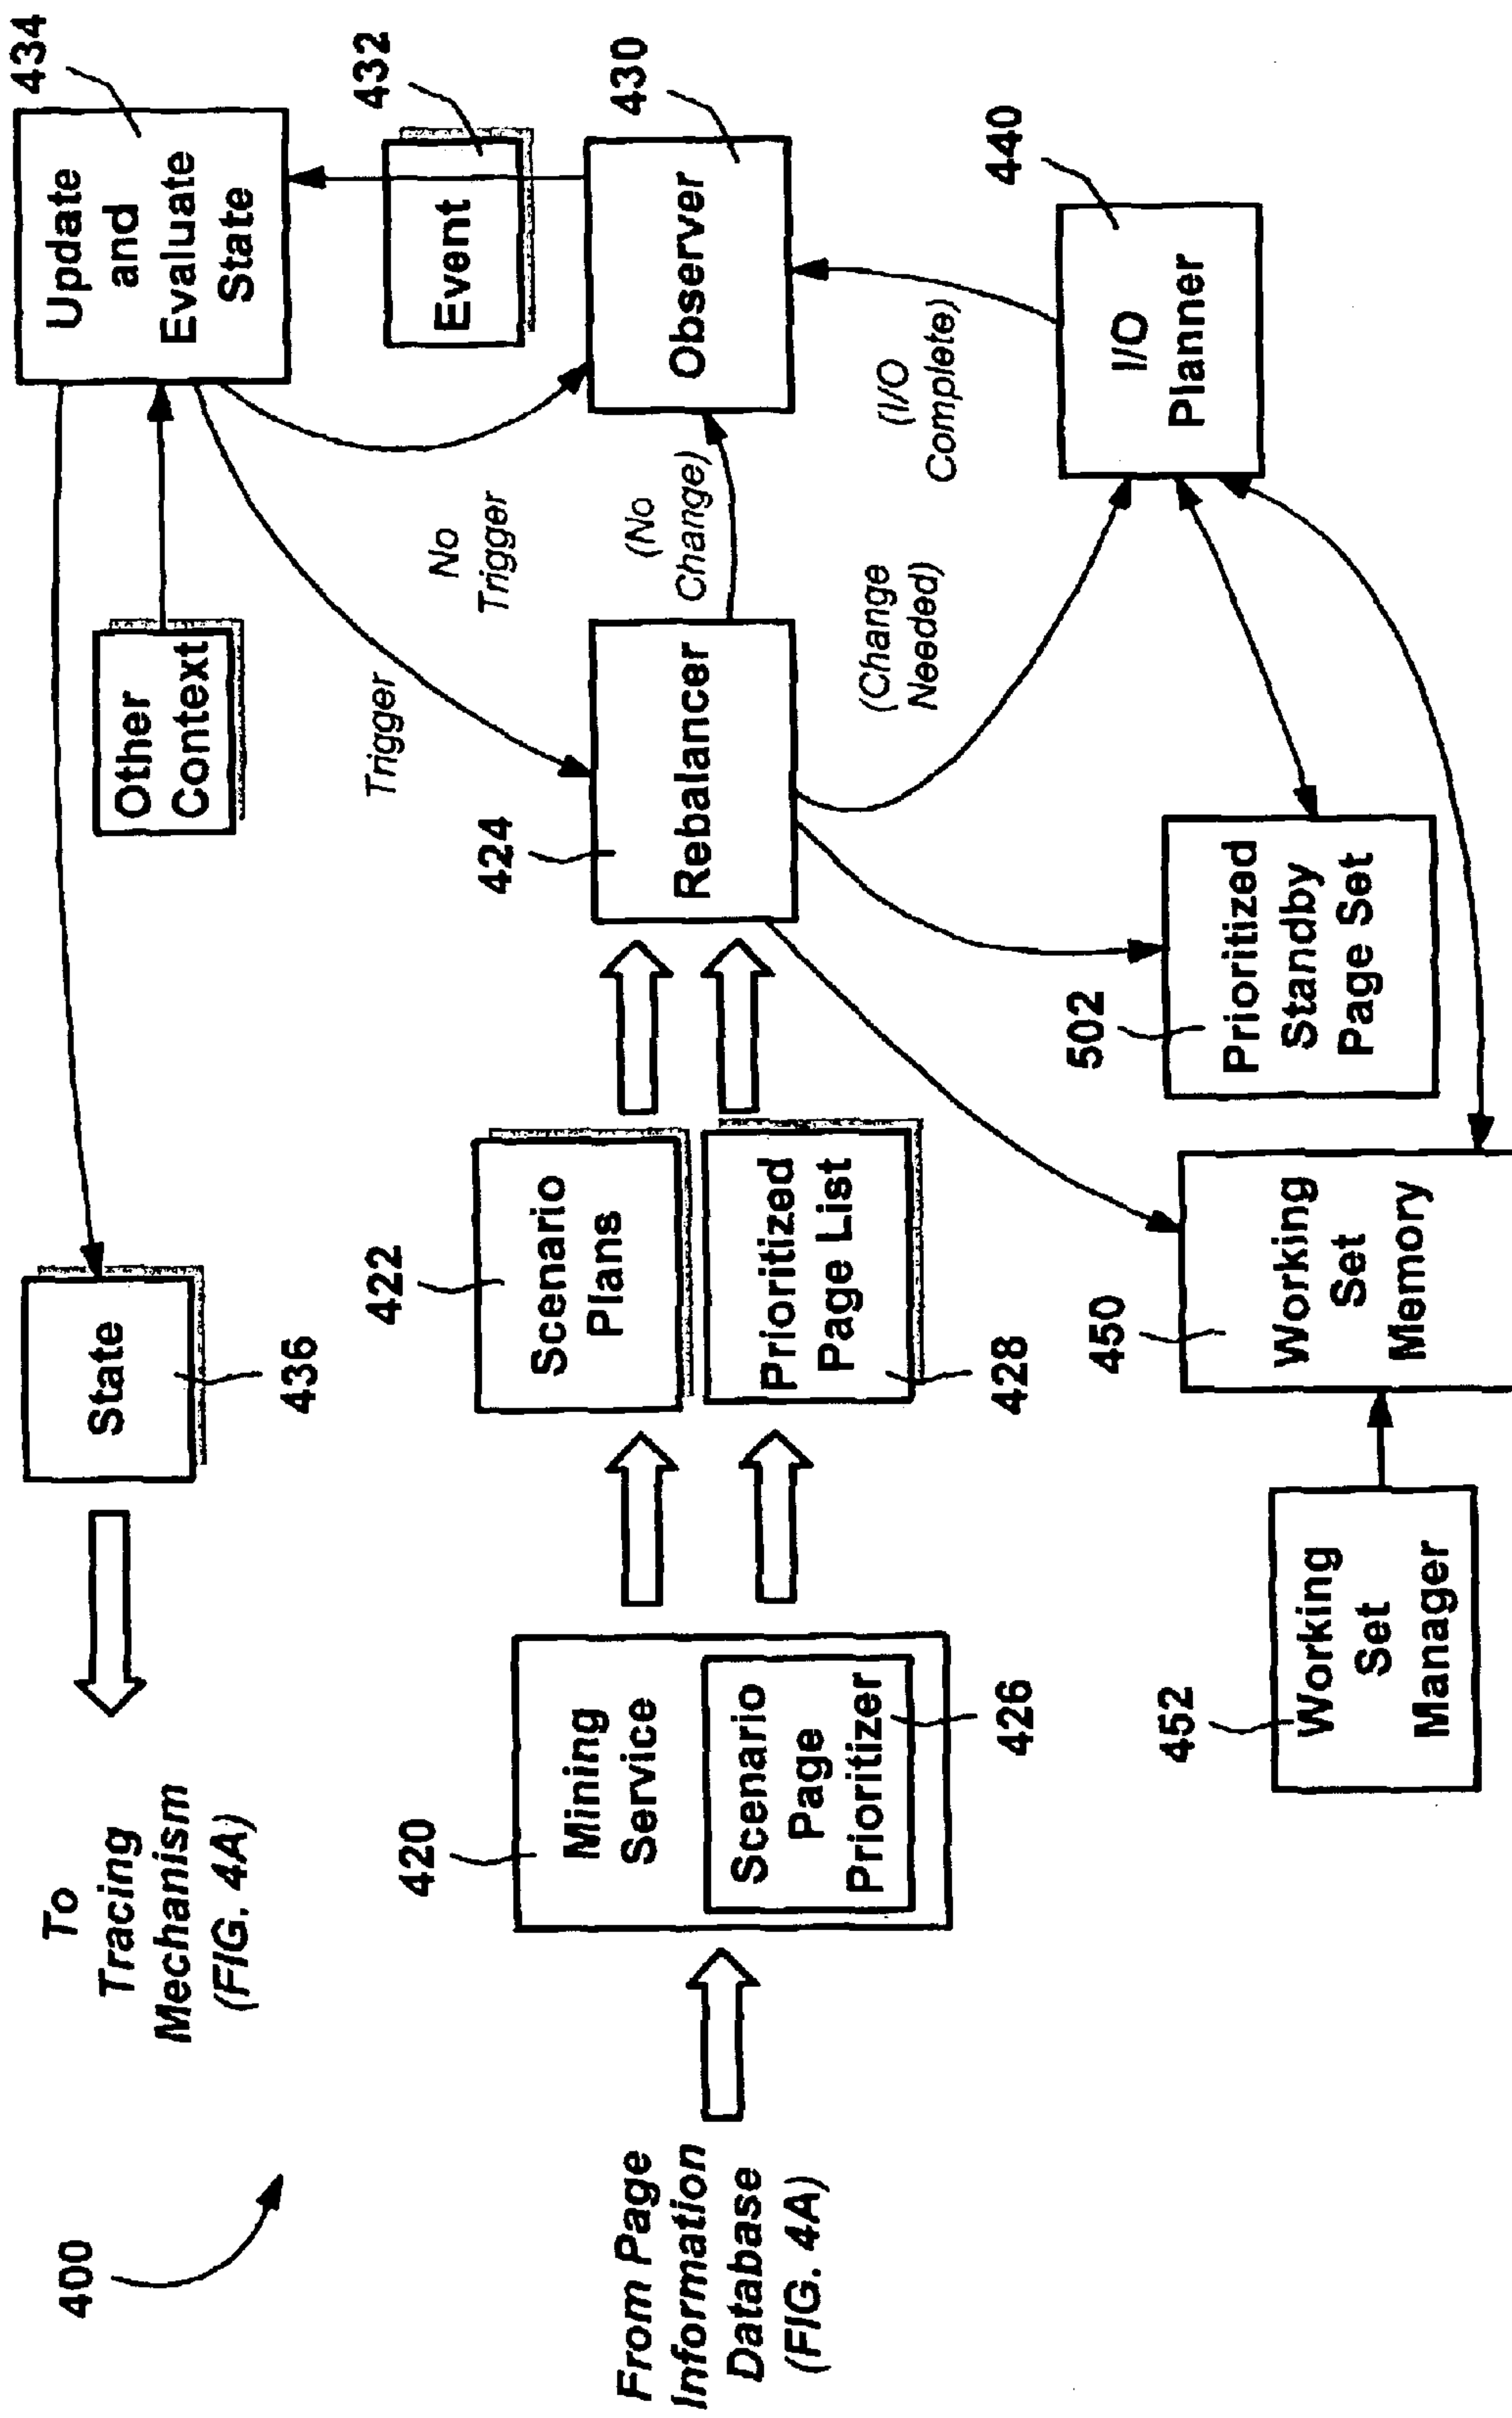 400
To
Tracing
Mechanism
(FIG. 4A)
State
436
Other
Context
Update
and
Evaluate
State
434
Event
432
Trigger
No
Trigger
From Page
Information
Database
(FIG. 4A)
420
Mining
Service
Scenario
Page
Prioritizer
426
422
Scenario
Plans
Prioritized
Page List
428
424
Rebalancer
(No
Change)
Observer
430
(Change
Needed)
(I/O
Complete)
I/O
Planner
440
502
Prioritized
Standby
Page Set
450
Working
Set
Memory
452
Working
Set
Manager